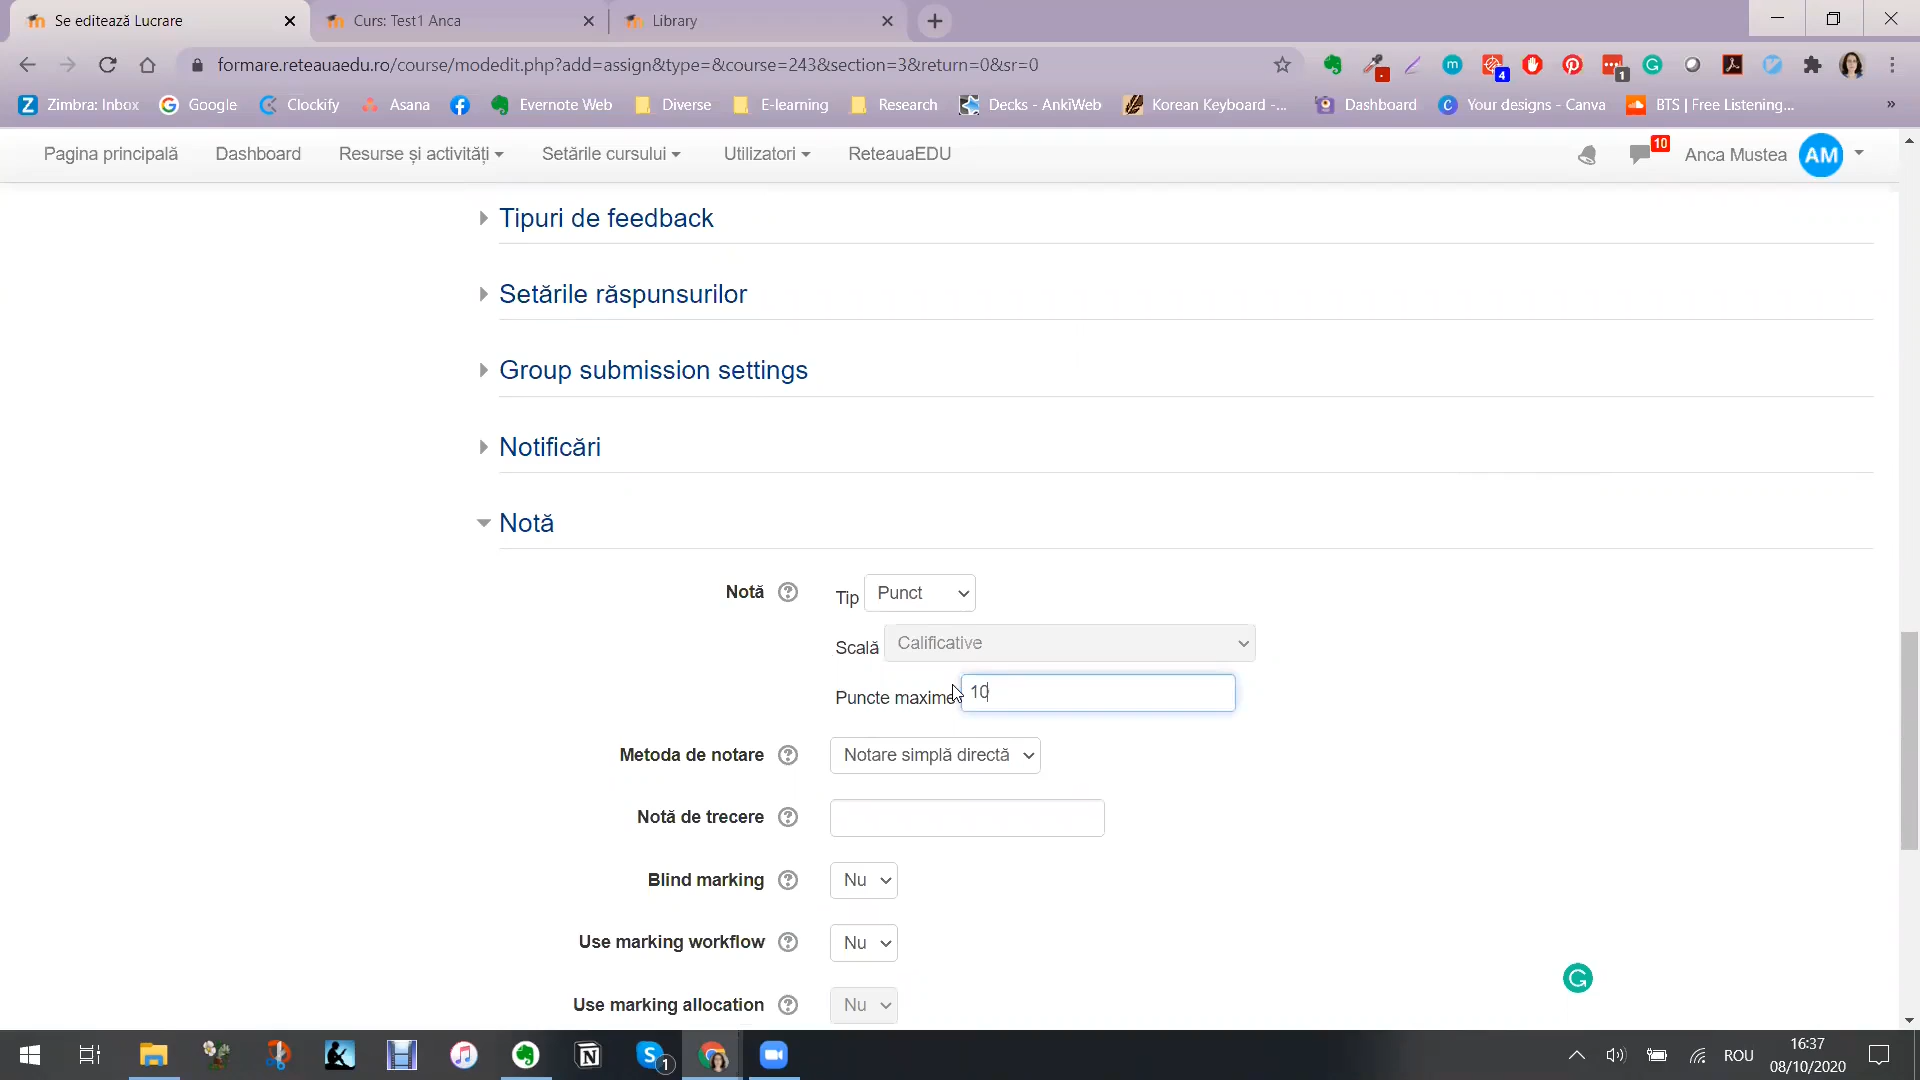 Se editează Lucrare
Curs: Test1 Anca
Library
formare.reteauaedu.ro/course/modedit.php?add=assign&type=&course=243&section=3&return=0&sr=0
4
1
Zimbra: Inbox
Google
Clockify
Asana
Evernote Web
Diverse
E-learning
Research
Decks - AnkiWeb
Korean Keyboard -...
Dashboard
Your designs - Canva
BTS | Free Listening...
»
Pagina principală
Dashboard
Resurse și activități
Setările cursului
Utilizatori
ReteauaEDU
10
Anca Mustea
AM
Tipuri de feedback
Setările răspunsurilor
Group submission settings
Notificări
Notă
Notă
Tip
Punct
Scală
Calificative
Puncte maxime
10
Metoda de notare
Notare simplă directă
Notă de trecere
Blind marking
Nu
Use marking workflow
Nu
Use marking allocation
Nu
1
ROU
16:37
08/10/2020